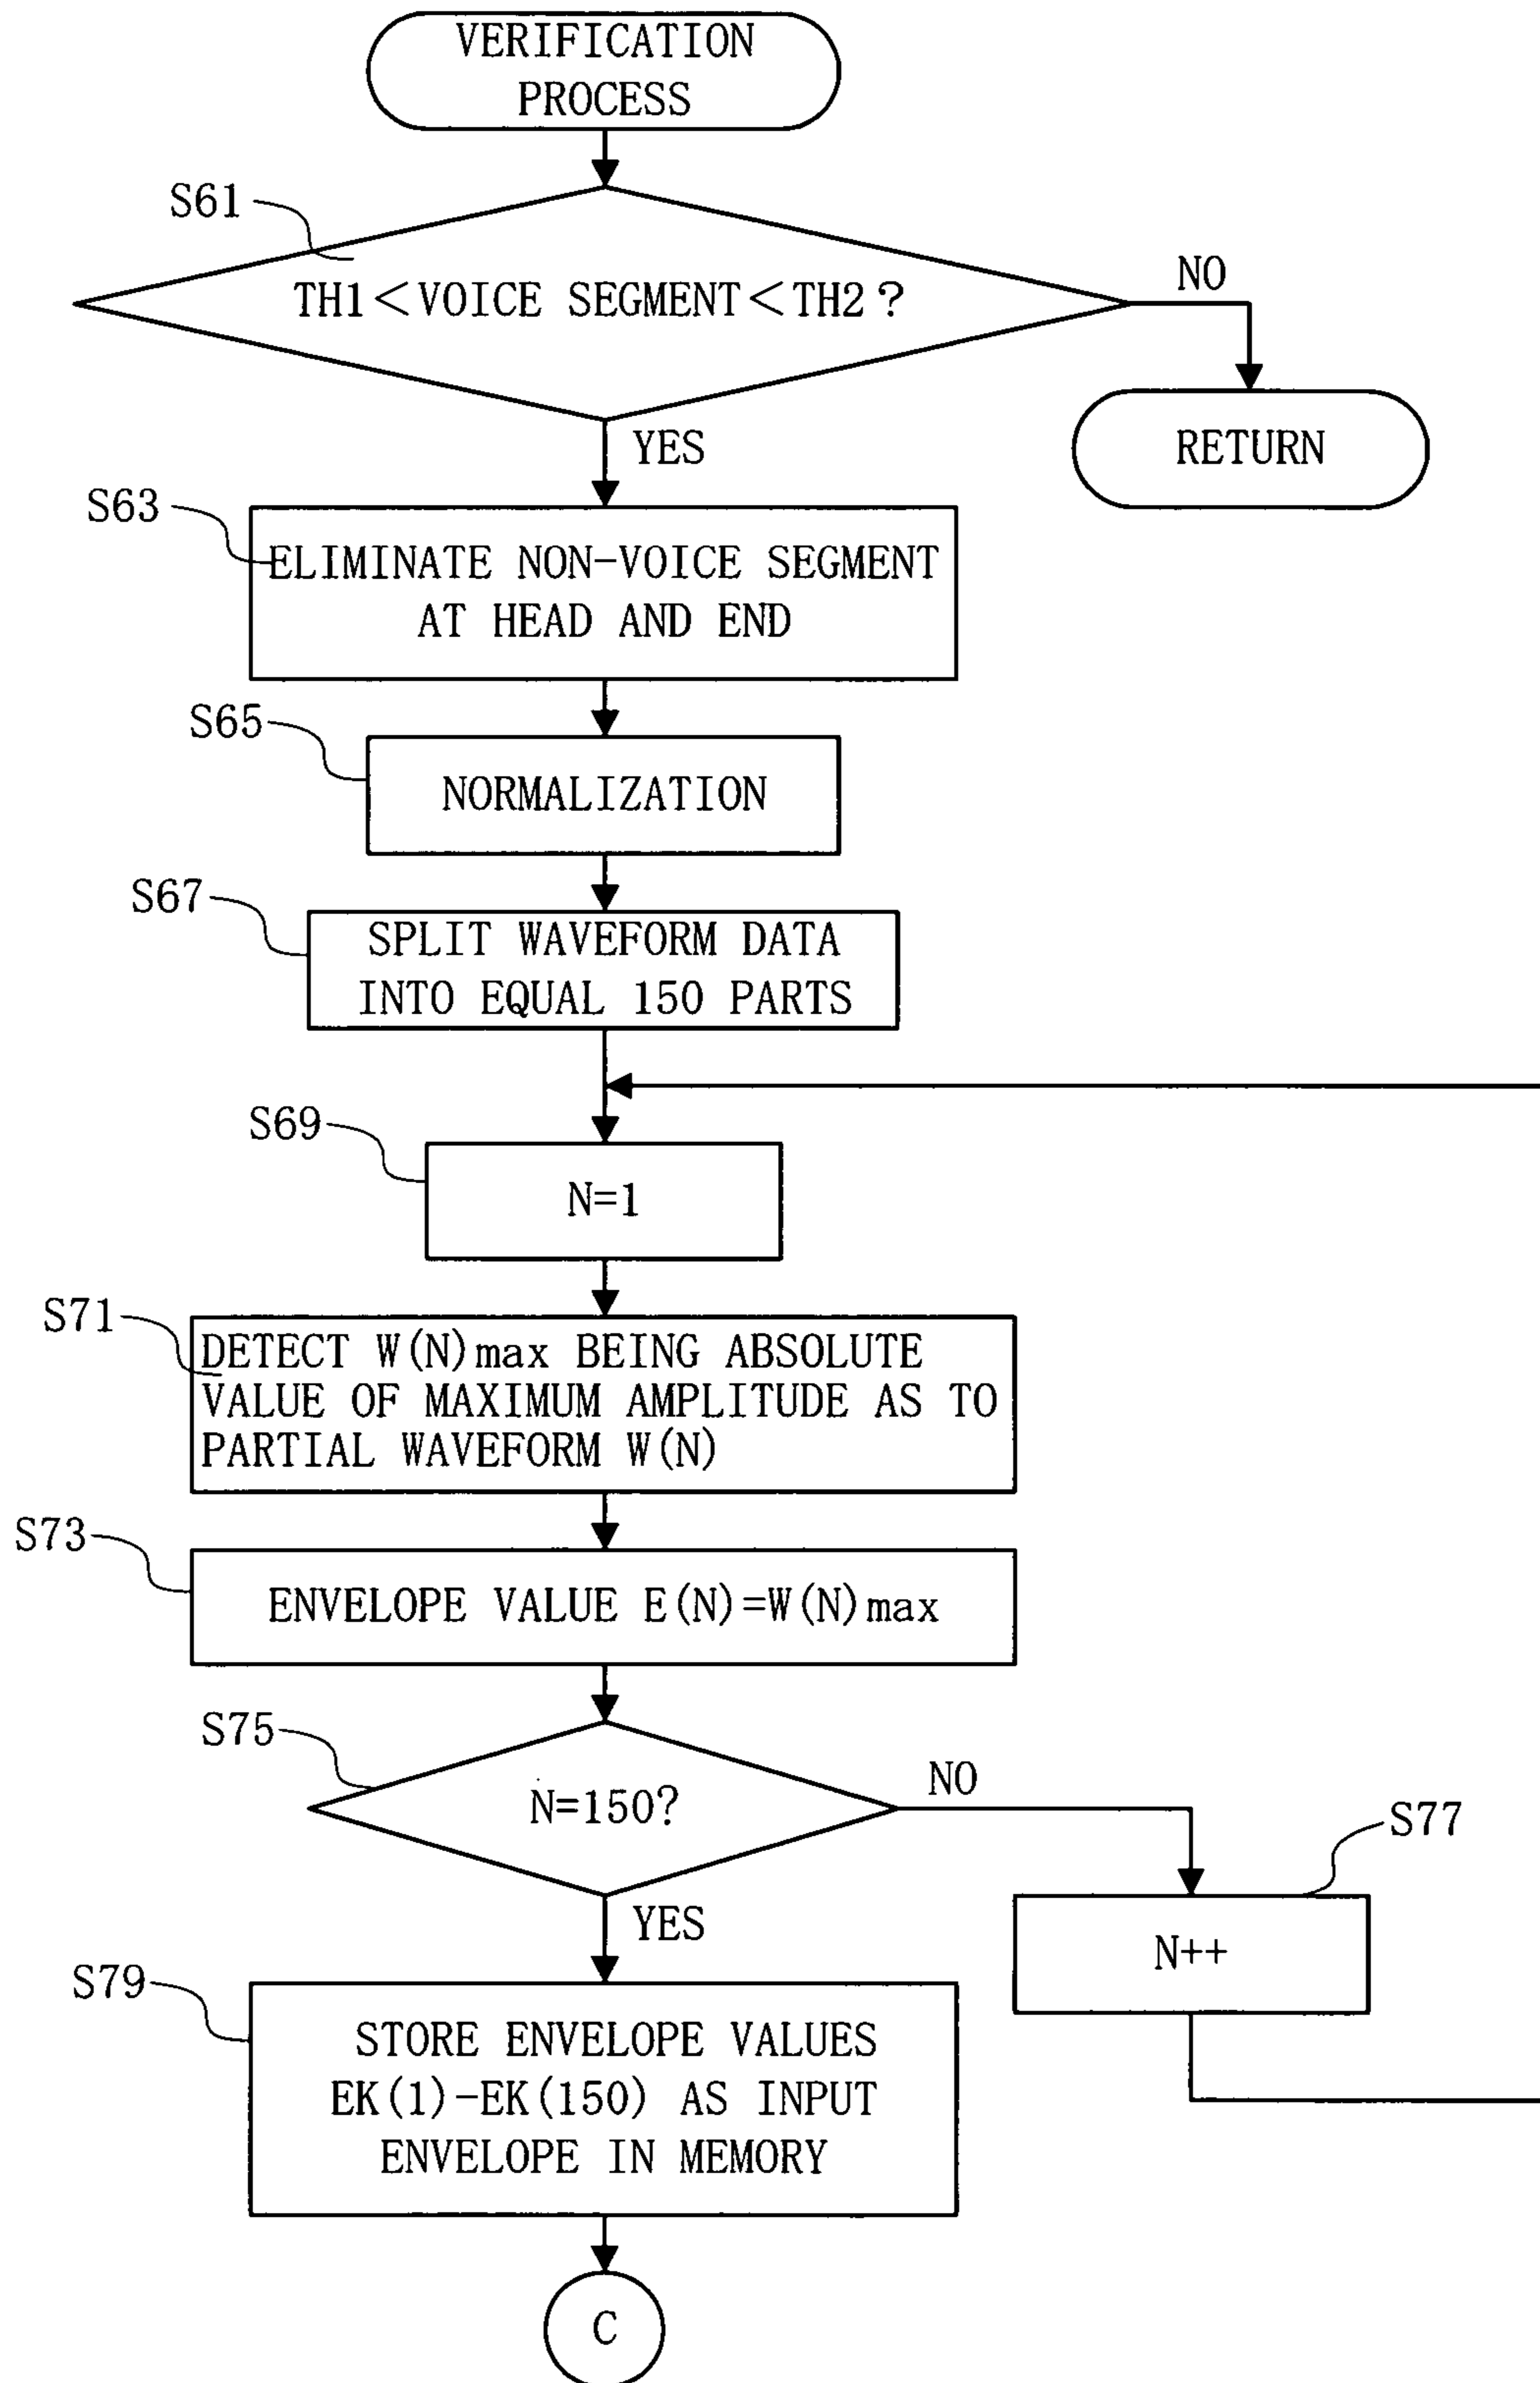 VERIFICATION
PROCESS
S61
TH1<VOICE SEGMENT<TH2?
NO
RETURN
YES
S63
ELIMINATE NON-VOICE SEGMENT
AT HEAD AND END
S65
NORMALIZATION
S67
SPLIT WAVEFORM DATA
INTO EQUAL 150 PARTS
S69
N=1
S71
DETECT W(N)max BEING ABSOLUTE
VALUE OF MAXIMUM AMPLITUDE AS TO
PARTIAL WAVEFORM W(N)
S73
ENVELOPE VALUE E(N)=W(N)max
S75
N=150?
NO
S77
N++
YES
S79
STORE ENVELOPE VALUES
EK(1)-EK(150) AS INPUT
ENVELOPE IN MEMORY
C